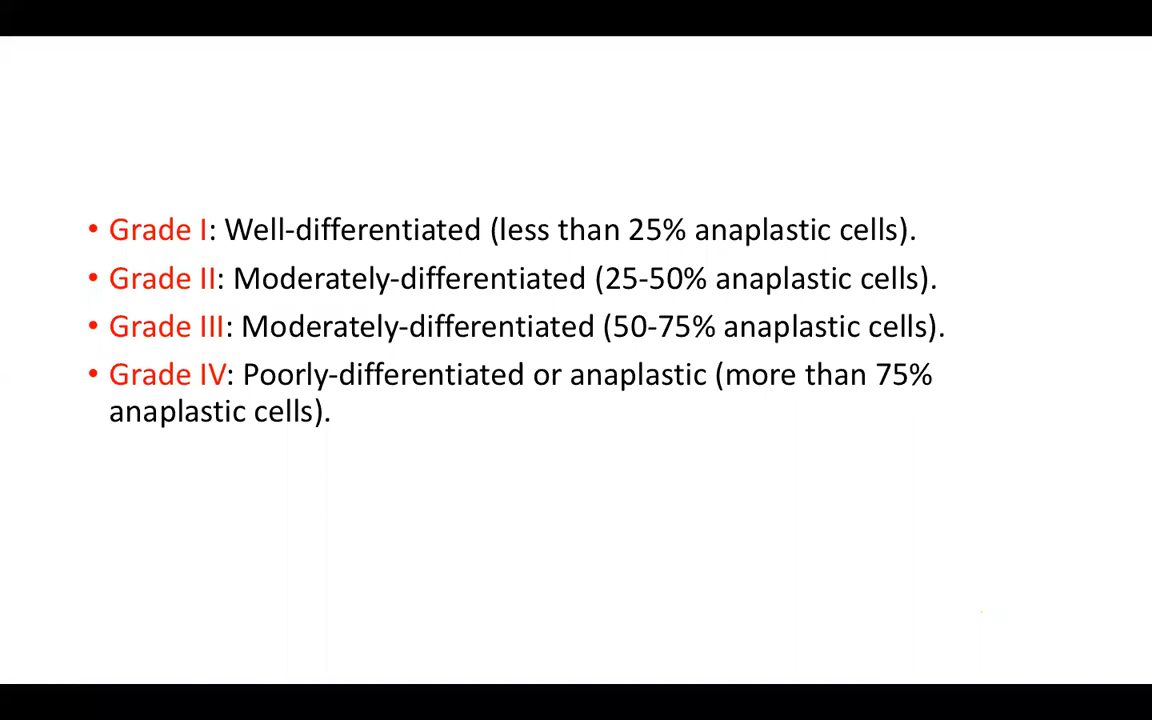 • Grade I: Well-differentiated (less than 25% anaplastic cells).
• Grade II: Moderately-differentiated (25-50% anaplastic cells).
• Grade III: Moderately-differentiated (50-75% anaplastic cells).
• Grade IV: Poorly-differentiated or anaplastic (more than 75%
anaplastic cells).